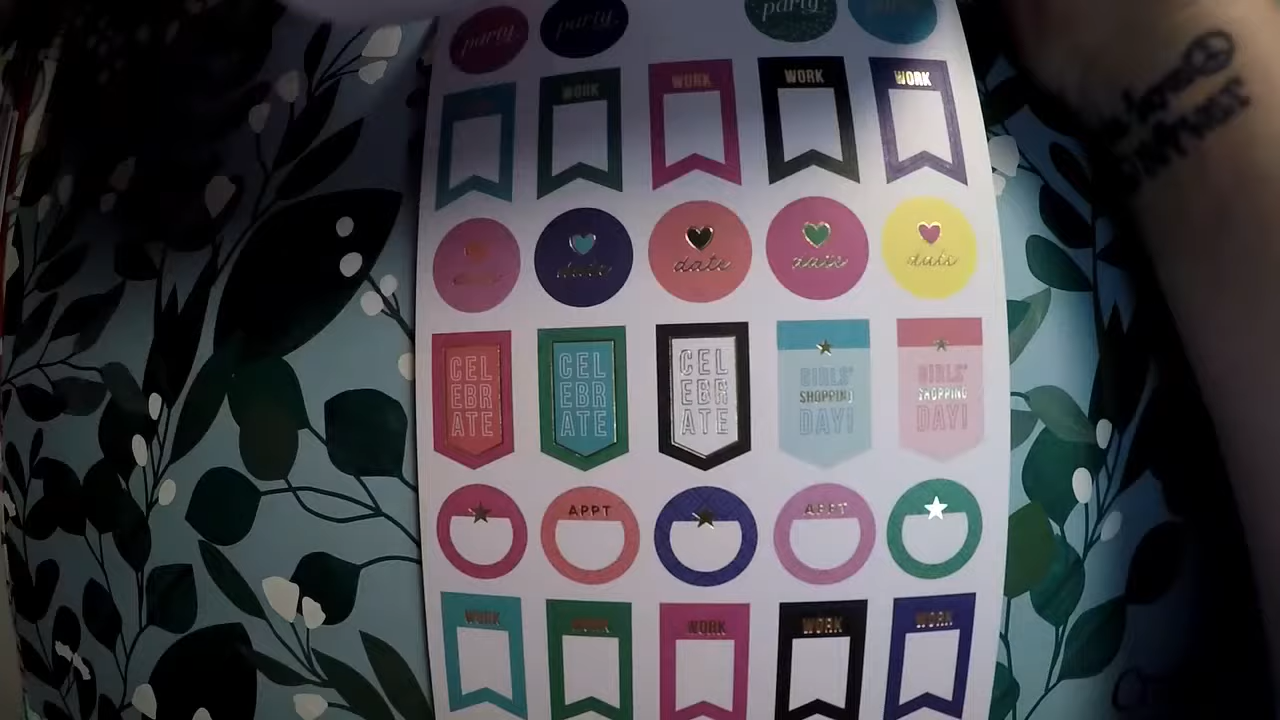 party party party
WORK WORK WORK WORK
date date date date
CEL CEL CEL GIRLS' GIRLS'
EBR EBR EBR SHOPPING SHOPPING
ATE ATE ATE DAY! DAY!
APPT APPT
WORK WORK WORK WORK WORK